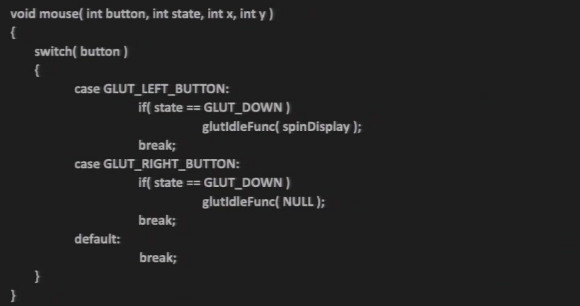 void mouse( int button, int state, int x, int y )
{
switch( button )
{
case GLUT_LEFT_BUTTON:
if( state == GLUT_DOWN )
glutIdleFunc( spinDisplay );
break;
case GLUT_RIGHT_BUTTON:
if( state == GLUT_DOWN )
glutIdleFunc( NULL );
break;
default:
break;
}
}